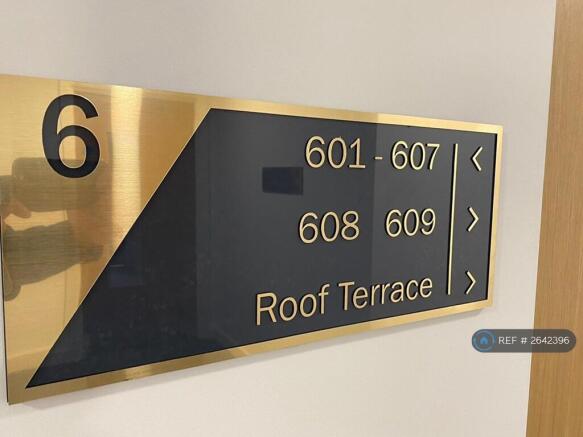 6
601 - 607 <
608 609 >
Roof Terrace >
REF # 2642396